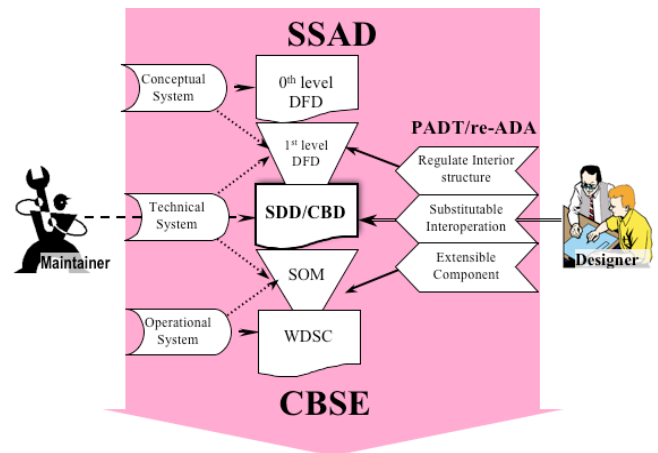 SSAD
Conceptual
System
0th level
DFD
PADT/re-ADA
1st level
DFD
Regulate Interior
structure
Maintainer
Technical
System
SDD/CBD
Substitutable
Interoperation
Designer
SOM
Extensible
Component
Operational
System
WDSC
CBSE